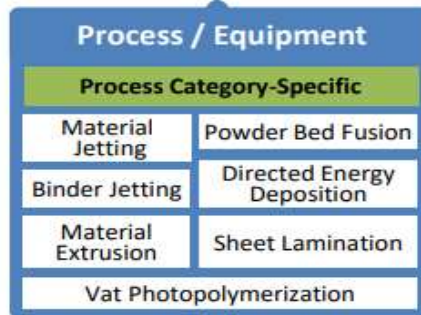 Process / Equipment
Process Category-Specific
Material
Jetting
Powder Bed Fusion
Binder Jetting
Directed Energy
Deposition
Material
Extrusion
Sheet Lamination
Vat Photopolymerization